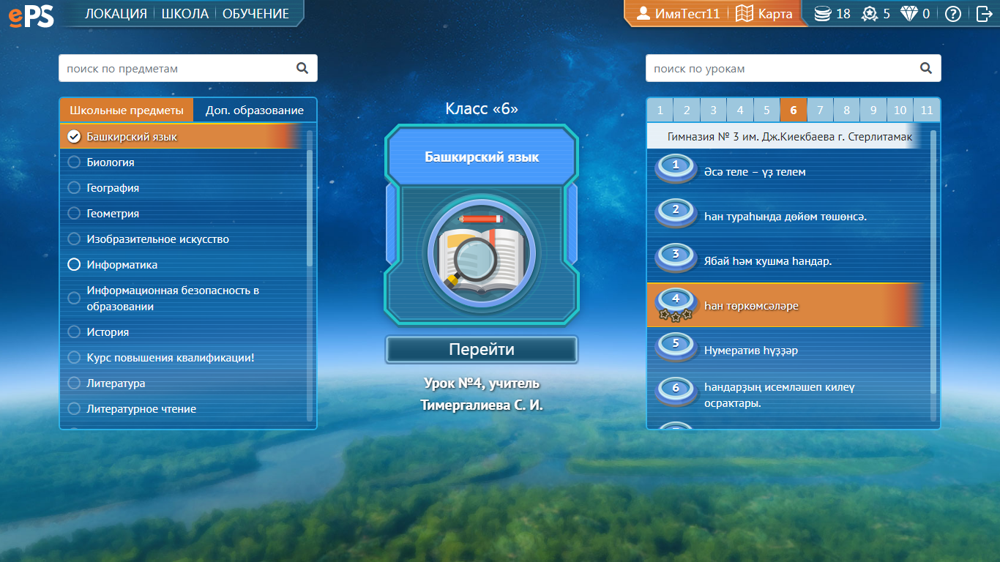 ePS
ЛОКАЦИЯ
ШКОЛА
ОБУЧЕНИЕ
ИмяТест11
Карта
18
5
0
?
поиск по предметам
Школьные предметы
Доп. образование
Башкирский язык
Биология
География
Геометрия
Изобразительное искусство
Информатика
Информационная безопасность в
образовании
История
Курс повышения квалификации!
Литература
Литературное чтение
Класс «6»
Башкирский язык
Перейти
Урок №4, учитель
Тимергалиева С. И.
поиск по урокам
1 2 3 4 5 6 7 8 9 10 11
Гимназия № 3 им. Дж.Киекбаева г. Стерлитамак
1 Әсә теле – үҙ телем
2 Һан тураһында дөйөм төшөнсә.
3 Ябай һәм ҡушма һандар.
4 Һан төркөмсәләре
5 Нумератив һүҙҙәр
6 Һандарҙың исемләшеп килеү
осраҡтары.